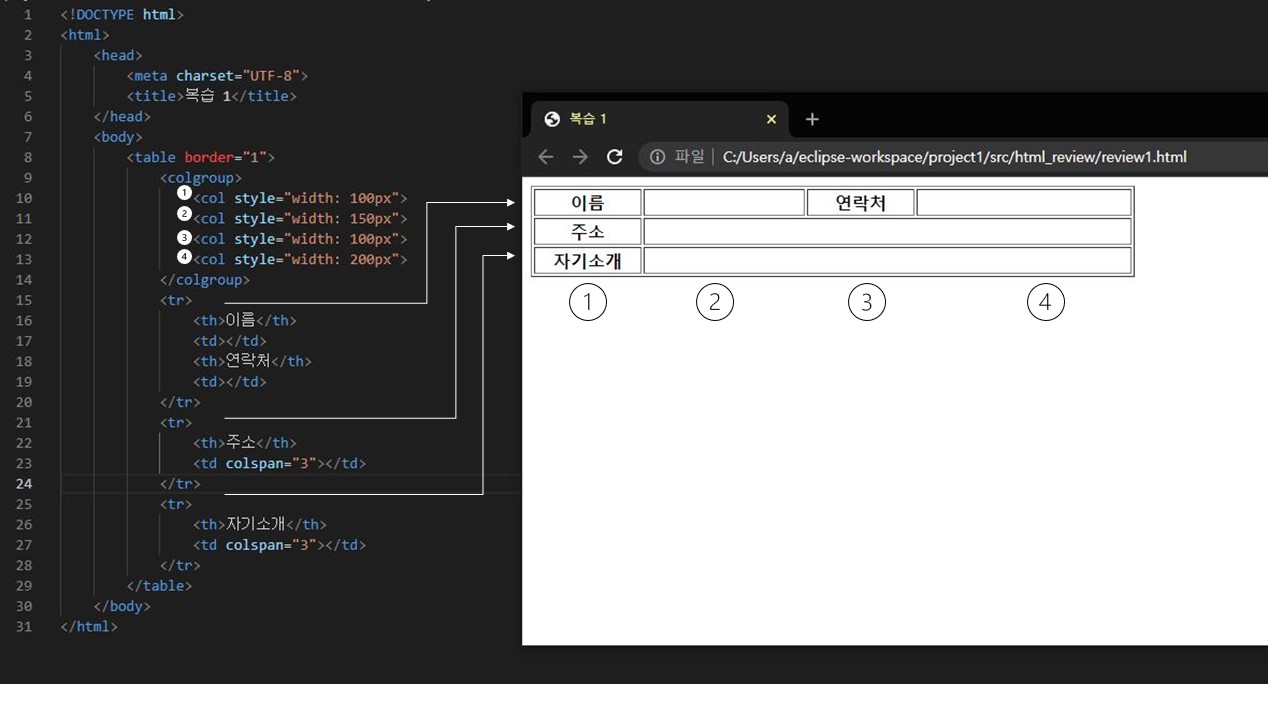 1 <!DOCTYPE html>
2 <html>
3 <head>
4 <meta charset="UTF-8">
5 <title>복습 1</title>
6 </head>
7 <body>
8 <table border="1">
9 <colgroup>
10 1 <col style="width: 100px">
11 2 <col style="width: 150px">
12 3 <col style="width: 100px">
13 4 <col style="width: 200px">
14 </colgroup>
15 <tr>
16 <th>이름</th>
17 <td></td>
18 <th>연락처</th>
19 <td></td>
20 </tr>
21 <tr>
22 <th>주소</th>
23 <td colspan="3"></td>
24 </tr>
25 <tr>
26 <th>자기소개</th>
27 <td colspan="3"></td>
28 </tr>
29 </table>
30 </body>
31 </html>
복습 1
파일 C:/Users/a/eclipse-workspace/project1/src/html_review/review1.html
이름 연락처
주소
자기소개
1 2 3 4